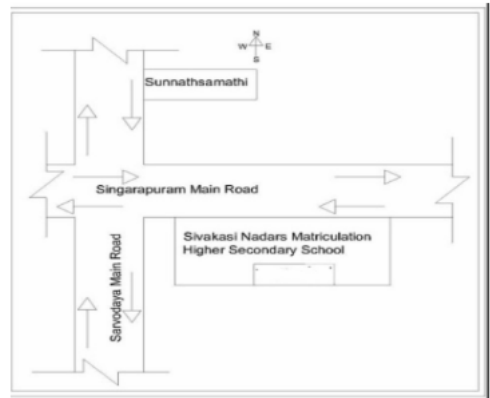 N
W E
S
Sunnathsamathi
Singarapuram Main Road
Sivakasi Nadars Matriculation
Higher Secondary School
Sarvodaya Main Road